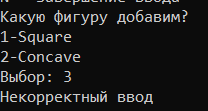 Какую фигуру добавим?
1-Square
2-Concave
Выбор: 3
Некорректный ввод